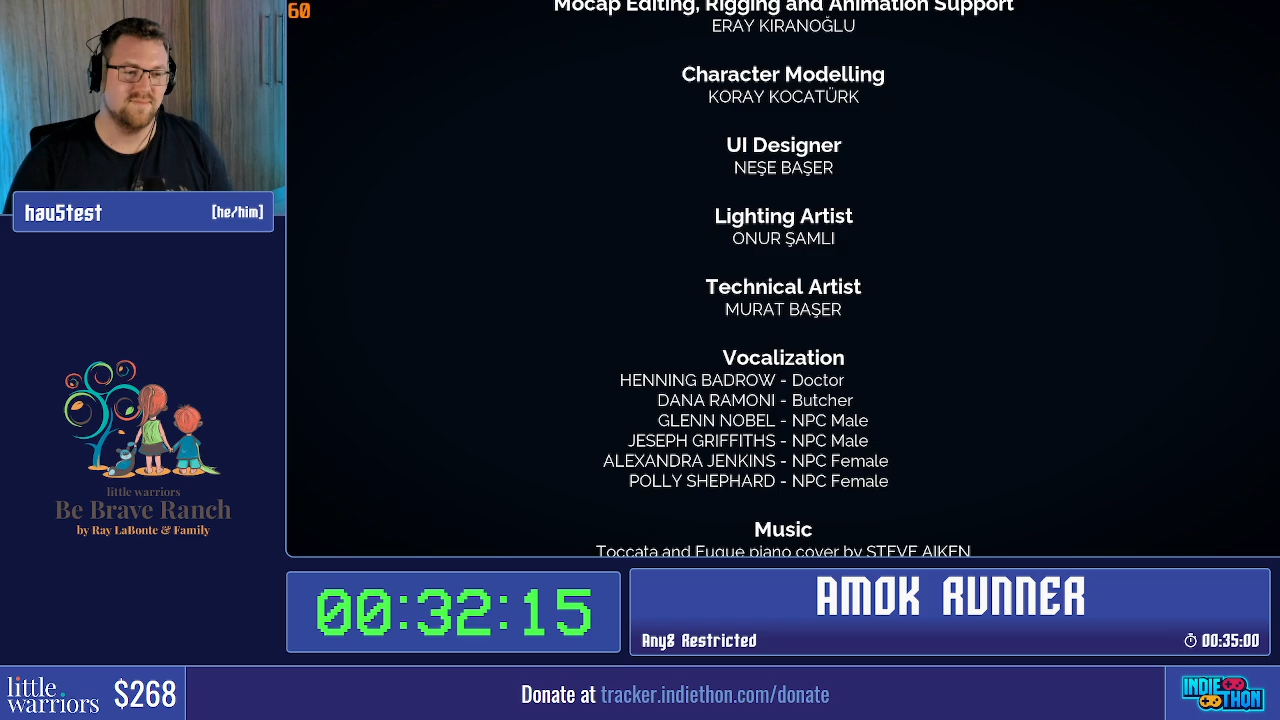 60
Mocap Editing, Rigging and Animation Support
ERAY KIRANOĞLU
Character Modelling
KORAY KOCATÜRK
UI Designer
NEŞE BAŞER
Lighting Artist
ONUR ŞAMLI
Technical Artist
MURAT BAŞER
Vocalization
HENNING BADROW - Doctor
DANA RAMONI - Butcher
GLENN NOBEL - NPC Male
JESEPH GRIFFITHS - NPC Male
ALEXANDRA JENKINS - NPC Female
POLLY SHEPHARD - NPC Female
Music
Toccata and Fugue piano cover by STEVE AIKEN
hau5test [he/him]
little warriors
Be Brave Ranch
by Ray LaBonte & Family
00:32:15
AMOK RUNNER
Any% Restricted 00:35:00
little warriors $268
Donate at tracker.indiethon.com/donate
INDIE THON